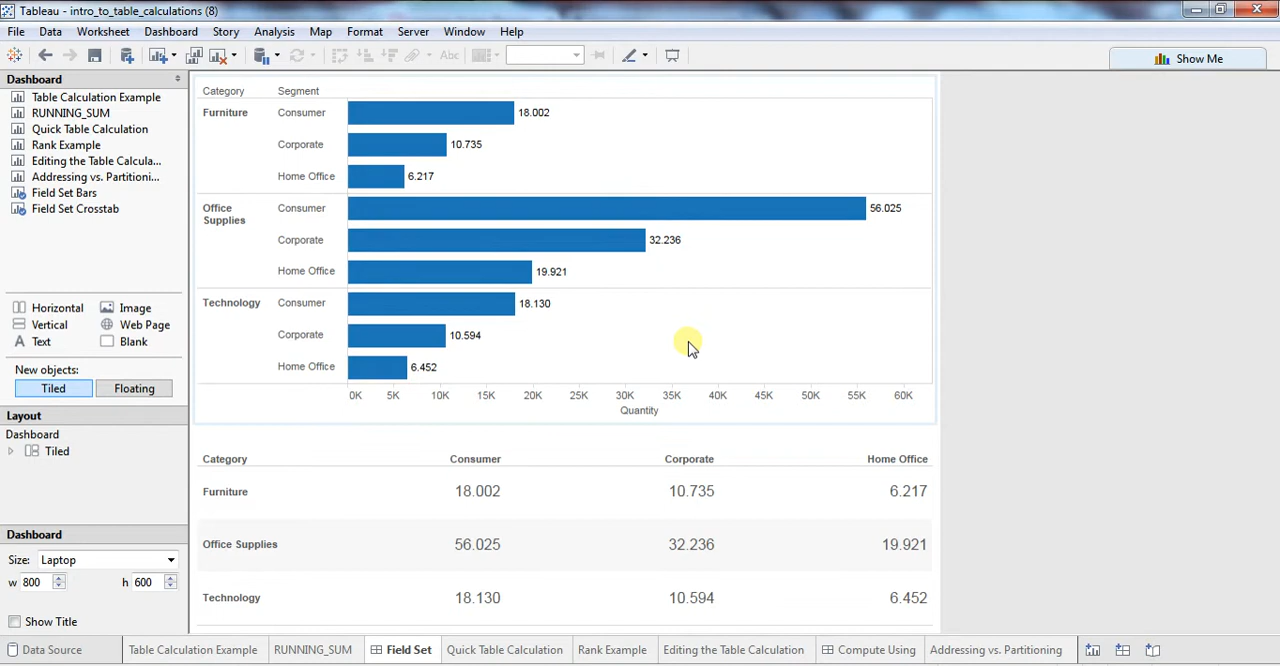 Tableau - intro_to_table_calculations (8)
File Data Worksheet Dashboard Story Analysis Map Format Server Window Help
Abc
Show Me
Dashboard
Table Calculation Example
RUNNING_SUM
Quick Table Calculation
Rank Example
Editing the Table Calcula...
Addressing vs. Partitioni...
Field Set Bars
Field Set Crosstab
Horizontal Image
Vertical Web Page
A Text Blank
New objects:
Tiled Floating
Layout
Dashboard
Tiled
Dashboard
Size: Laptop
w 800 h 600
Show Title
Category Segment
Furniture Consumer 18.002
Corporate 10.735
Home Office 6.217
Office Supplies Consumer 56.025
Corporate 32.236
Home Office 19.921
Technology Consumer 18.130
Corporate 10.594
Home Office 6.452
0K 5K 10K 15K 20K 25K 30K 35K 40K 45K 50K 55K 60K
Quantity
Category Consumer Corporate Home Office
Furniture 18.002 10.735 6.217
Office Supplies 56.025 32.236 19.921
Technology 18.130 10.594 6.452
Data Source Table Calculation Example RUNNING_SUM Field Set Quick Table Calculation Rank Example Editing the Table Calculation Compute Using Addressing vs. Partitioning